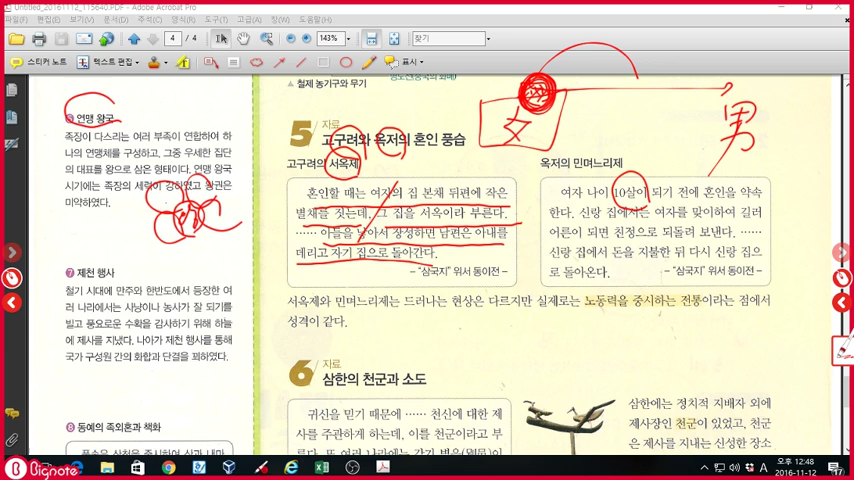 Untitled_20161112_115640.PDF - Adobe Acrobat Pro
파일(F) 편집(E) 보기(V) 문서(D) 주석(C) 양식(R) 도구(T) 고급(A) 창(W) 도움말(H)
4 / 4
143%
찾기
스티커 노트
텍스트 편집
표시
연맹 왕국
족장이 다스리는 여러 부족이 연합하여 하
나의 연맹체를 구성하고, 그중 우세한 집단
의 대표를 왕으로 삼은 형태이다. 연맹 왕국
시기에는 족장의 세력이 강하였고 왕권은
미약하였다.
❼ 제천 행사
철기 시대에 만주와 한반도에서 등장한 여
러 나라에서는 사냥이나 농사가 잘 되기를
빌고 풍요로운 수확을 감사하기 위해 하늘
에 제사를 지냈다. 나아가 제천 행사를 통해
국가 구성원 간의 화합과 단결을 꾀하였다.
❽ 동예의 족외혼과 책화
▲ 철제 농기구와 무기
女
男
5 자료
고구려와 옥저의 혼인 풍습
고구려의 서옥제
혼인할 때는 여자의 집 본채 뒤편에 작은
별채를 짓는데, 그 집을 서옥이라 부른다.
…… 이들을 낳아서 장성하면 남편은 아내를
데리고 자기 집으로 돌아간다.
- "삼국지" 위서 동이전 -
옥저의 민며느리제
여자 나이 10살이 되기 전에 혼인을 약속
한다. 신랑 집에서는 여자를 맞이하여 길러
어른이 되면 친정으로 되돌려 보낸다. ……
신랑 집에서 돈을 지불한 뒤 다시 신랑 집으
로 돌아온다. - "삼국지" 위서 동이전 -
서옥제와 민며느리제는 드러나는 현상은 다르지만 실제로는 노동력을 중시하는 전통이라는 점에서
성격이 같다.
6 자료
삼한의 천군과 소도
귀신을 믿기 때문에 …… 천신에 대한 제
사를 주관하게 하는데, 이를 천군이라고 부
삼한에는 정치적 지배자 외에
제사장인 천군이 있었고, 천군
은 제사를 지내는 신성한 장소
Bignote
A
오후 12:48
2016-11-12
17